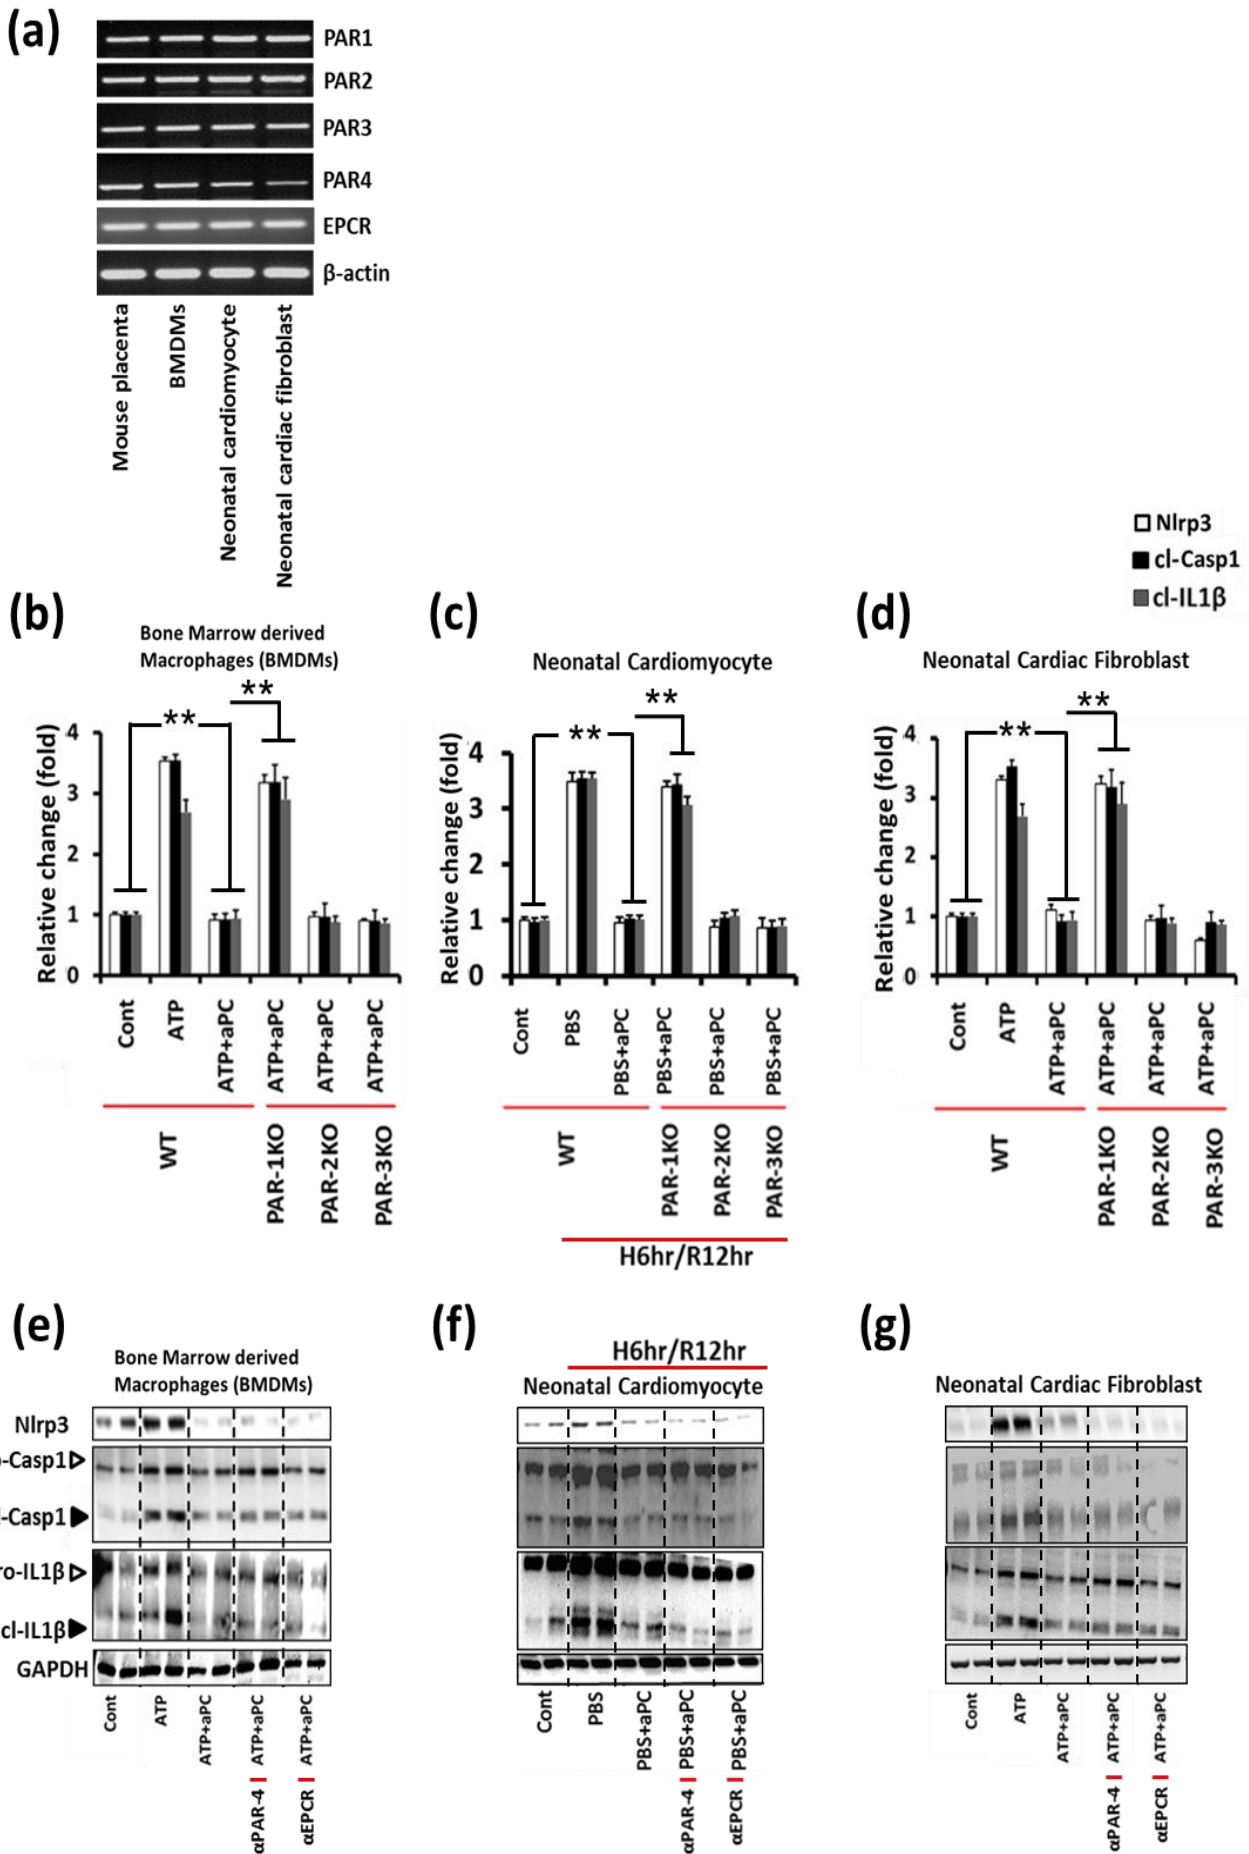 (a)
PAR1
PAR2
PAR3
PAR4
EPCR
β-actin
Mouse placenta
BMDMs
Neonatal cardiomyocyte
Neonatal cardiac fibroblast
Nlrp3
cl-Casp1
cl-IL1β
(b)
Bone Marrow derived
Macrophages (BMDMs)
**
**
Relative change (fold)
4
3
2
1
0
Cont
ATP
ATP+aPC
ATP+aPC
ATP+aPC
ATP+aPC
WT
PAR-1KO
PAR-2KO
PAR-3KO
(c)
Neonatal Cardiomyocyte
**
**
Relative change (fold)
4
3
2
1
0
Cont
PBS
PBS+aPC
PBS+aPC
PBS+aPC
PBS+aPC
WT
PAR-1KO
PAR-2KO
PAR-3KO
H6hr/R12hr
(d)
Neonatal Cardiac Fibroblast
**
**
Relative change (fold)
4
3
2
1
0
Cont
ATP
ATP+aPC
ATP+aPC
ATP+aPC
ATP+aPC
WT
PAR-1KO
PAR-2KO
PAR-3KO
(e)
Bone Marrow derived
Macrophages (BMDMs)
Nlrp3
o-Casp1
l-Casp1
ro-IL1β
cl-IL1β
GAPDH
Cont
ATP
ATP+aPC
ATP+aPC
ATP+aPC
αPAR-4
αEPCR
(f)
H6hr/R12hr
Neonatal Cardiomyocyte
Cont
PBS
PBS+aPC
PBS+aPC
PBS+aPC
αPAR-4
αEPCR
(g)
Neonatal Cardiac Fibroblast
Cont
ATP
ATP+aPC
ATP+aPC
ATP+aPC
αPAR-4
αEPCR